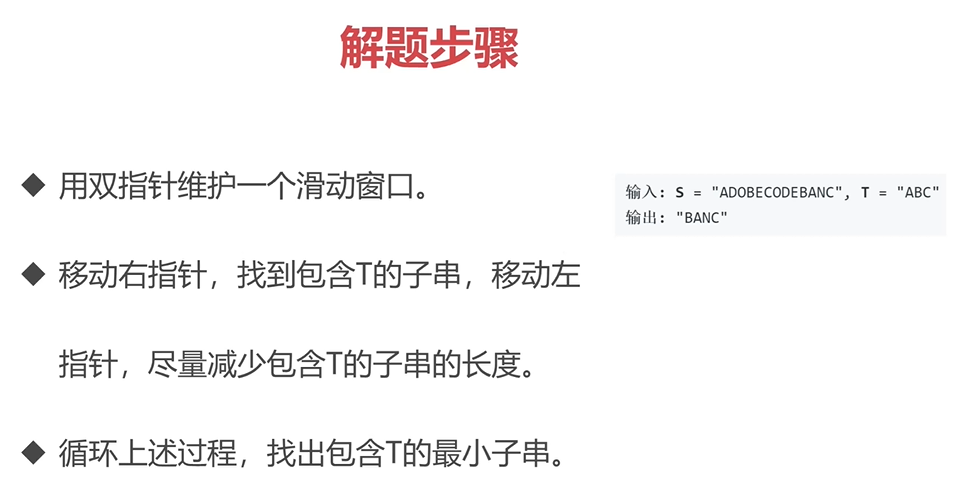 解题步骤
◆ 用双指针维护一个滑动窗口。
输入: S = "ADOBECODEBANC", T = "ABC"
输出: "BANC"
◆ 移动右指针，找到包含T的子串，移动左
指针，尽量减少包含T的子串的长度。
◆ 循环上述过程，找出包含T的最小子串。